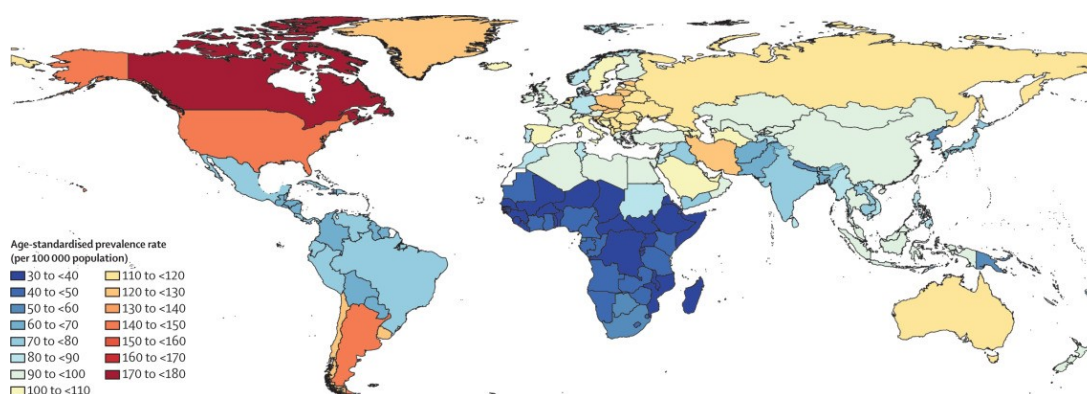 Age-standardised prevalence rate
(per 100 000 population)
30 to <40
40 to <50
50 to <60
60 to <70
70 to <80
80 to <90
90 to <100
100 to <110
110 to <120
120 to <130
130 to <140
140 to <150
150 to <160
160 to <170
170 to <180